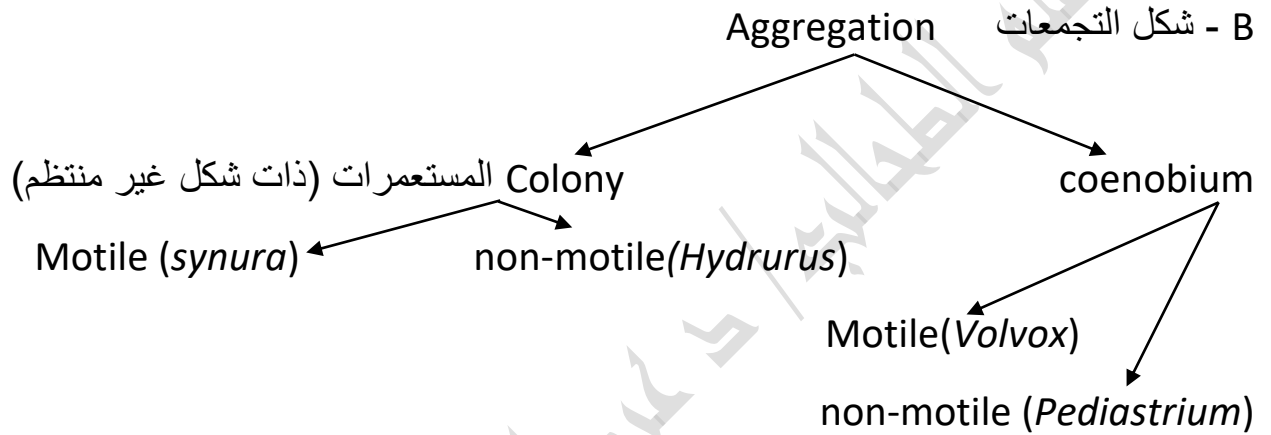 B - شكل التجمعات Aggregation
Colony المستعمرات (ذات شكل غير منتظم)
coenobium
Motile (synura)
non-motile(Hydrurus)
Motile(Volvox)
non-motile (Pediastrium)